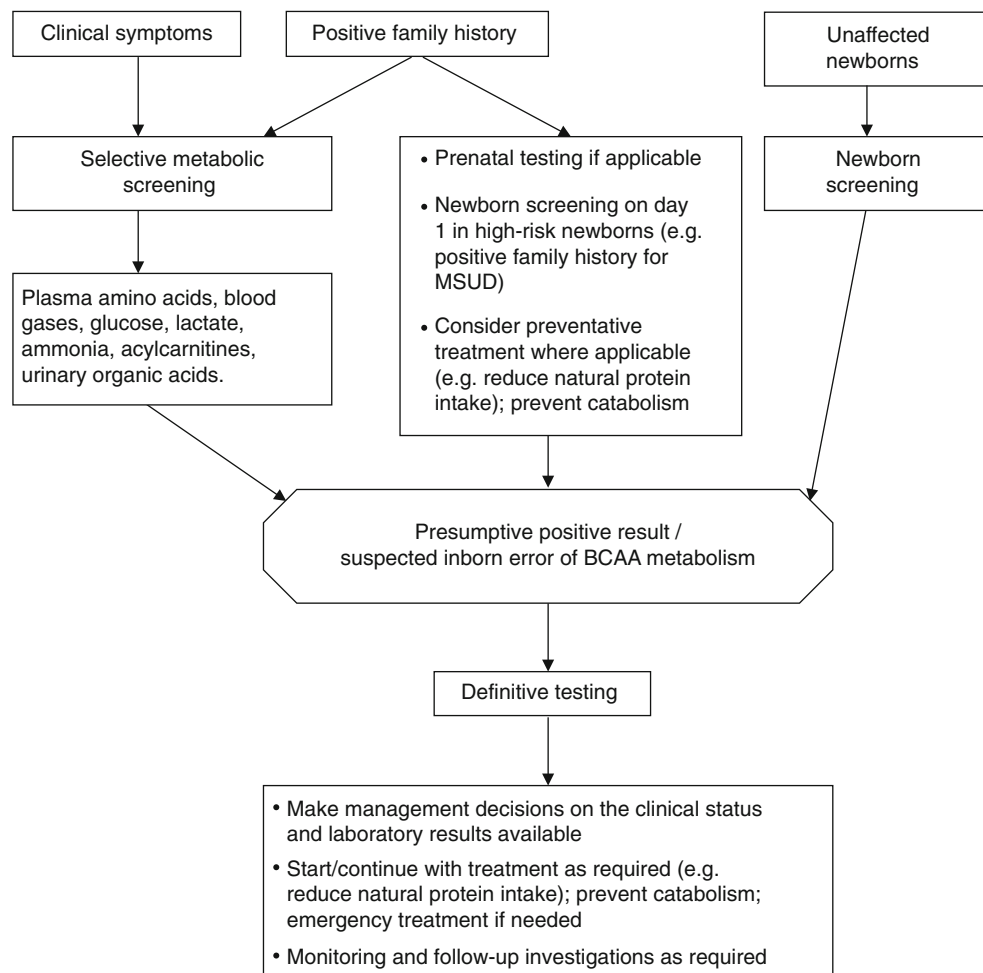 Clinical symptoms
Positive family history
Unaffected
newborns
Selective metabolic
screening
• Prenatal testing if applicable
• Newborn screening on day
1 in high-risk newborns (e.g.
positive family history for
MSUD)
• Consider preventative
treatment where applicable
(e.g. reduce natural protein
intake); prevent catabolism
Newborn
screening
Plasma amino acids, blood
gases, glucose, lactate,
ammonia, acylcarnitines,
urinary organic acids.
Presumptive positive result /
suspected inborn error of BCAA metabolism
Definitive testing
• Make management decisions on the clinical status
and laboratory results available
• Start/continue with treatment as required (e.g.
reduce natural protein intake); prevent catabolism;
emergency treatment if needed
• Monitoring and follow-up investigations as required